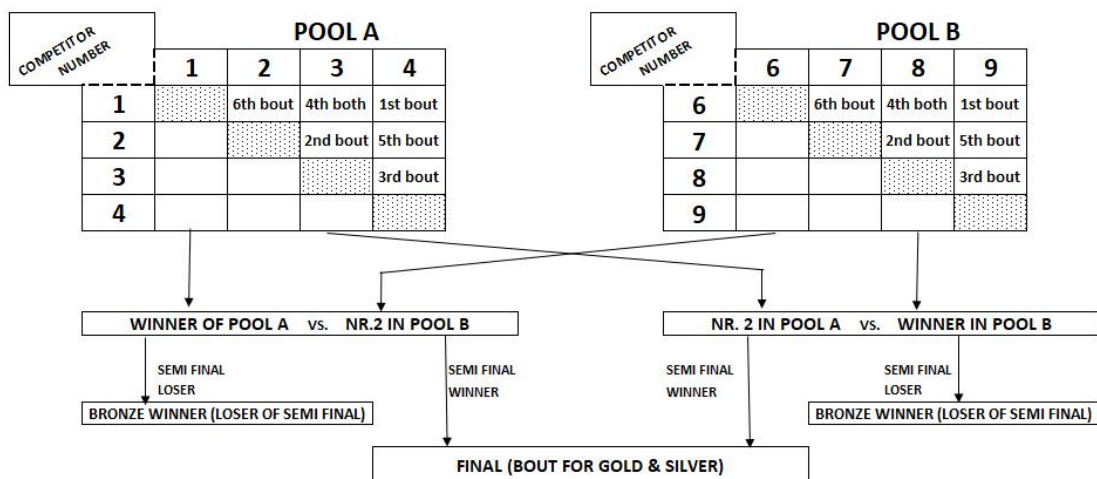 COMPETITOR
NUMBER
POOL A
1 2 3 4
1 6th bout 4th both 1st bout
2 2nd bout 5th bout
3 3rd bout
4
COMPETITOR
NUMBER
POOL B
6 7 8 9
6 6th bout 4th both 1st bout
7 2nd bout 5th bout
8 3rd bout
9
WINNER OF POOL A VS. NR.2 IN POOL B
NR. 2 IN POOL A VS. WINNER IN POOL B
SEMI FINAL
LOSER
SEMI FINAL
WINNER
SEMI FINAL
WINNER
SEMI FINAL
LOSER
BRONZE WINNER (LOSER OF SEMI FINAL)
BRONZE WINNER (LOSER OF SEMI FINAL)
FINAL (BOUT FOR GOLD & SILVER)